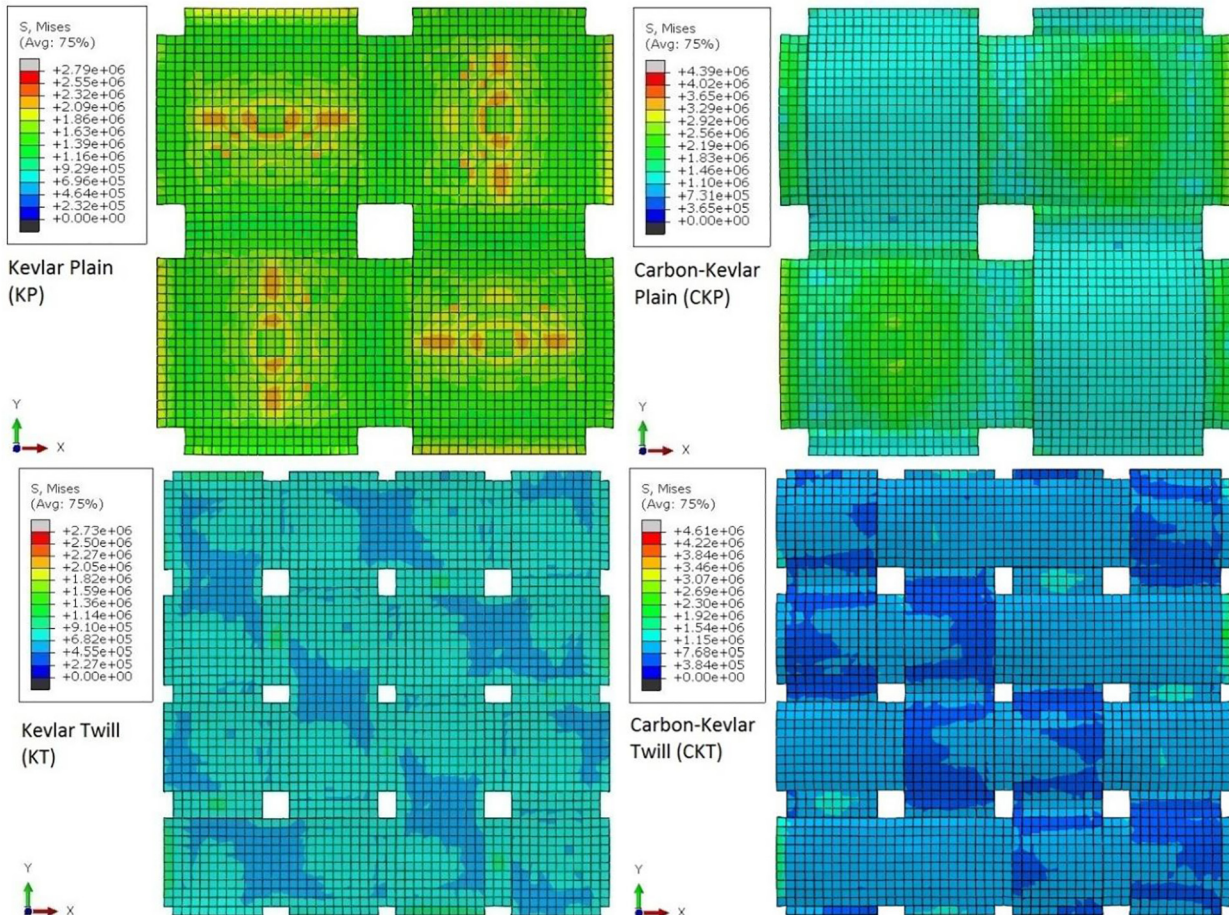 S, Mises
(Avg: 75%)
+2.79e+06
+2.55e+06
+2.32e+06
+2.09e+06
+1.86e+06
+1.63e+06
+1.39e+06
+1.16e+06
+9.29e+05
+6.96e+05
+4.64e+05
+2.32e+05
+0.00e+00
Kevlar Plain
(KP)
Y
X
S, Mises
(Avg: 75%)
+4.39e+06
+4.02e+06
+3.65e+06
+3.29e+06
+2.92e+06
+2.56e+06
+2.19e+06
+1.83e+06
+1.46e+06
+1.10e+06
+7.31e+05
+3.65e+05
+0.00e+00
Carbon-Kevlar
Plain (CKP)
Y
X
S, Mises
(Avg: 75%)
+2.73e+06
+2.50e+06
+2.27e+06
+2.05e+06
+1.82e+06
+1.59e+06
+1.36e+06
+1.14e+06
+9.10e+05
+6.82e+05
+4.55e+05
+2.27e+05
+0.00e+00
Kevlar Twill
(KT)
Y
X
S, Mises
(Avg: 75%)
+4.61e+06
+4.22e+06
+3.84e+06
+3.46e+06
+3.07e+06
+2.69e+06
+2.30e+06
+1.92e+06
+1.54e+06
+1.15e+06
+7.68e+05
+3.84e+05
+0.00e+00
Carbon-Kevlar
Twill (CKT)
Y
X